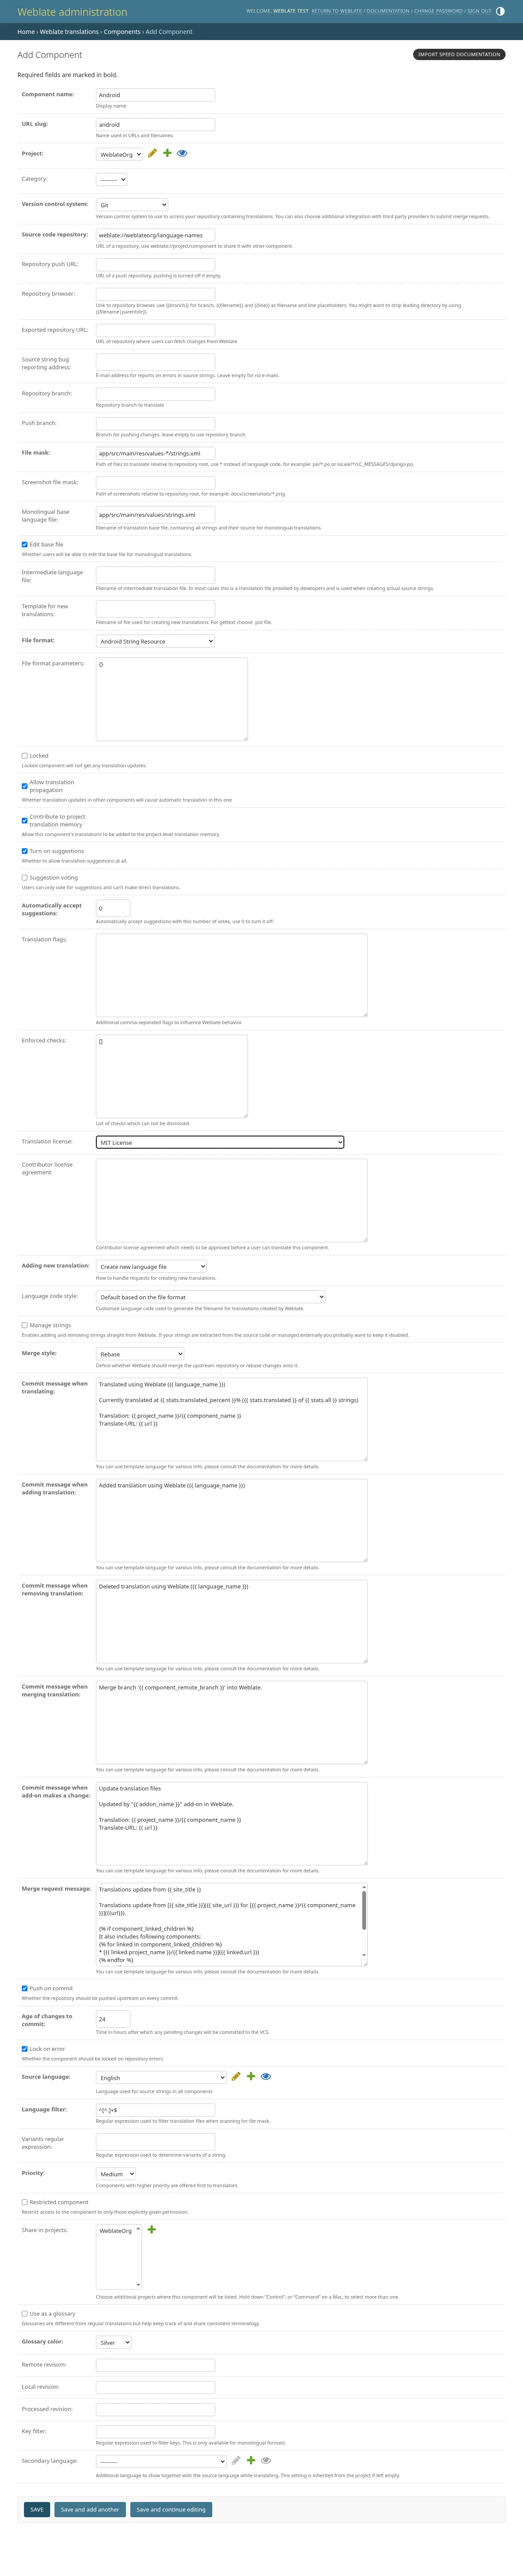 Weblate administration
WELCOME, WEBLATE TEST. RETURN TO WEBLATE / DOCUMENTATION / CHANGE PASSWORD / SIGN OUT
Home › Weblate translations › Components › Add Component
Add Component
IMPORT SPEED DOCUMENTATION
Required fields are marked in bold.
Component name:
Android
Display name
URL slug:
android
Name used in URLs and filenames.
Project:
WeblateOrg
Category:
---------
Version control system:
Git
Version control system to use to access your repository containing translations. You can also choose additional integration with third party providers to submit merge requests.
Source code repository:
weblate://weblateorg/language-names
URL of a repository, use weblate://project/component to share it with other component.
Repository push URL:
URL of a push repository, pushing is turned off if empty.
Repository browser:
Link to repository browser, use {{branch}} for branch, {{filename}} and {{line}} as filename and line placeholders. You might want to strip leading directory by using
{{filename|parentdir}}.
Exported repository URL:
URL of repository where users can fetch changes from Weblate
Source string bug
reporting address:
E-mail address for reports on errors in source strings. Leave empty for no e-mails.
Repository branch:
Repository branch to translate
Push branch:
Branch for pushing changes, leave empty to use repository branch
File mask:
app/src/main/res/values-*/strings.xml
Path of files to translate relative to repository root, use * instead of language code, for example: po/*.po or locale/*/LC_MESSAGES/django.po.
Screenshot file mask:
Path of screenshots relative to repository root, for example: docs/screenshots/*.png.
Monolingual base
language file:
app/src/main/res/values/strings.xml
Filename of translation base file, containing all strings and their source for monolingual translations.
Edit base file
Whether users will be able to edit the base file for monolingual translations.
Intermediate language
file:
Filename of intermediate translation file. In most cases this is a translation file provided by developers and is used when creating actual source strings.
Template for new
translations:
Filename of file used for creating new translations. For gettext choose .pot file.
File format:
Android String Resource
File format parameters:
{}
Locked
Locked component will not get any translation updates.
Allow translation
propagation
Whether translation updates in other components will cause automatic translation in this one
Contribute to project
translation memory
Allow this component's translations to be added to the project-level translation memory.
Turn on suggestions
Whether to allow translation suggestions at all.
Suggestion voting
Users can only vote for suggestions and can't make direct translations.
Automatically accept
suggestions:
0
Automatically accept suggestions with this number of votes, use 0 to turn it off.
Translation flags:
Additional comma-separated flags to influence Weblate behavior.
Enforced checks:
[]
List of checks which can not be dismissed.
Translation license:
MIT License
Contributor license
agreement:
Contributor license agreement which needs to be approved before a user can translate this component.
Adding new translation:
Create new language file
How to handle requests for creating new translations.
Language code style:
Default based on the file format
Customize language code used to generate the filename for translations created by Weblate.
Manage strings
Enables adding and removing strings straight from Weblate. If your strings are extracted from the source code or managed externally you probably want to keep it disabled.
Merge style:
Rebase
Define whether Weblate should merge the upstream repository or rebase changes onto it.
Commit message when
translating:
Translated using Weblate ({{ language_name }})
Currently translated at {{ stats.translated_percent }}% ({{ stats.translated }} of {{ stats.all }} strings)
Translation: {{ project_name }}/{{ component_name }}
Translate-URL: {{ url }}
You can use template language for various info, please consult the documentation for more details.
Commit message when
adding translation:
Added translation using Weblate ({{ language_name }})
You can use template language for various info, please consult the documentation for more details.
Commit message when
removing translation:
Deleted translation using Weblate ({{ language_name }})
You can use template language for various info, please consult the documentation for more details.
Commit message when
merging translation:
Merge branch '{{ component_remote_branch }}' into Weblate.
You can use template language for various info, please consult the documentation for more details.
Commit message when
add-on makes a change:
Update translation files
Updated by "{{ addon_name }}" add-on in Weblate.
Translation: {{ project_name }}/{{ component_name }}
Translate-URL: {{ url }}
You can use template language for various info, please consult the documentation for more details.
Merge request message:
Translations update from {{ site_title }}
Translations update from [{{ site_title }}]({{ site_url }}) for [{{ project_name }}/{{ component_name
}}]({{url}}).
{% if component_linked_children %}
It also includes following components:
{% for linked in component_linked_children %}
* [{{ linked.project_name }}/{{ linked.name }}]({{ linked.url }})
{% endfor %}
You can use template language for various info, please consult the documentation for more details.
Push on commit
Whether the repository should be pushed upstream on every commit.
Age of changes to
commit:
24
Time in hours after which any pending changes will be committed to the VCS.
Lock on error
Whether the component should be locked on repository errors.
Source language:
English
Language used for source strings in all components
Language filter:
^[^.]+$
Regular expression used to filter translation files when scanning for file mask.
Variants regular
expression:
Regular expression used to determine variants of a string.
Priority:
Medium
Components with higher priority are offered first to translators.
Restricted component
Restrict access to the component to only those explicitly given permission.
Share in projects:
WeblateOrg
Choose additional projects where this component will be listed. Hold down "Control", or "Command" on a Mac, to select more than one.
Use as a glossary
Glossaries are different from regular translations but help keep track of and share consistent terminology.
Glossary color:
Silver
Remote revision:
Local revision:
Processed revision:
Key filter:
Regular expression used to filter keys. This is only available for monolingual formats.
Secondary language:
---------
Additional language to show together with the source language while translating. This setting is inherited from the project if left empty.
SAVE
Save and add another
Save and continue editing